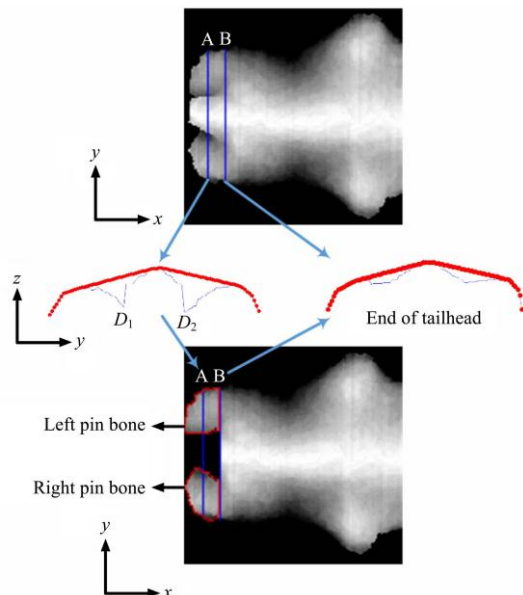 A B
y
x
z
D1 D2
y
End of tailhead
A B
Left pin bone
Right pin bone
y
x